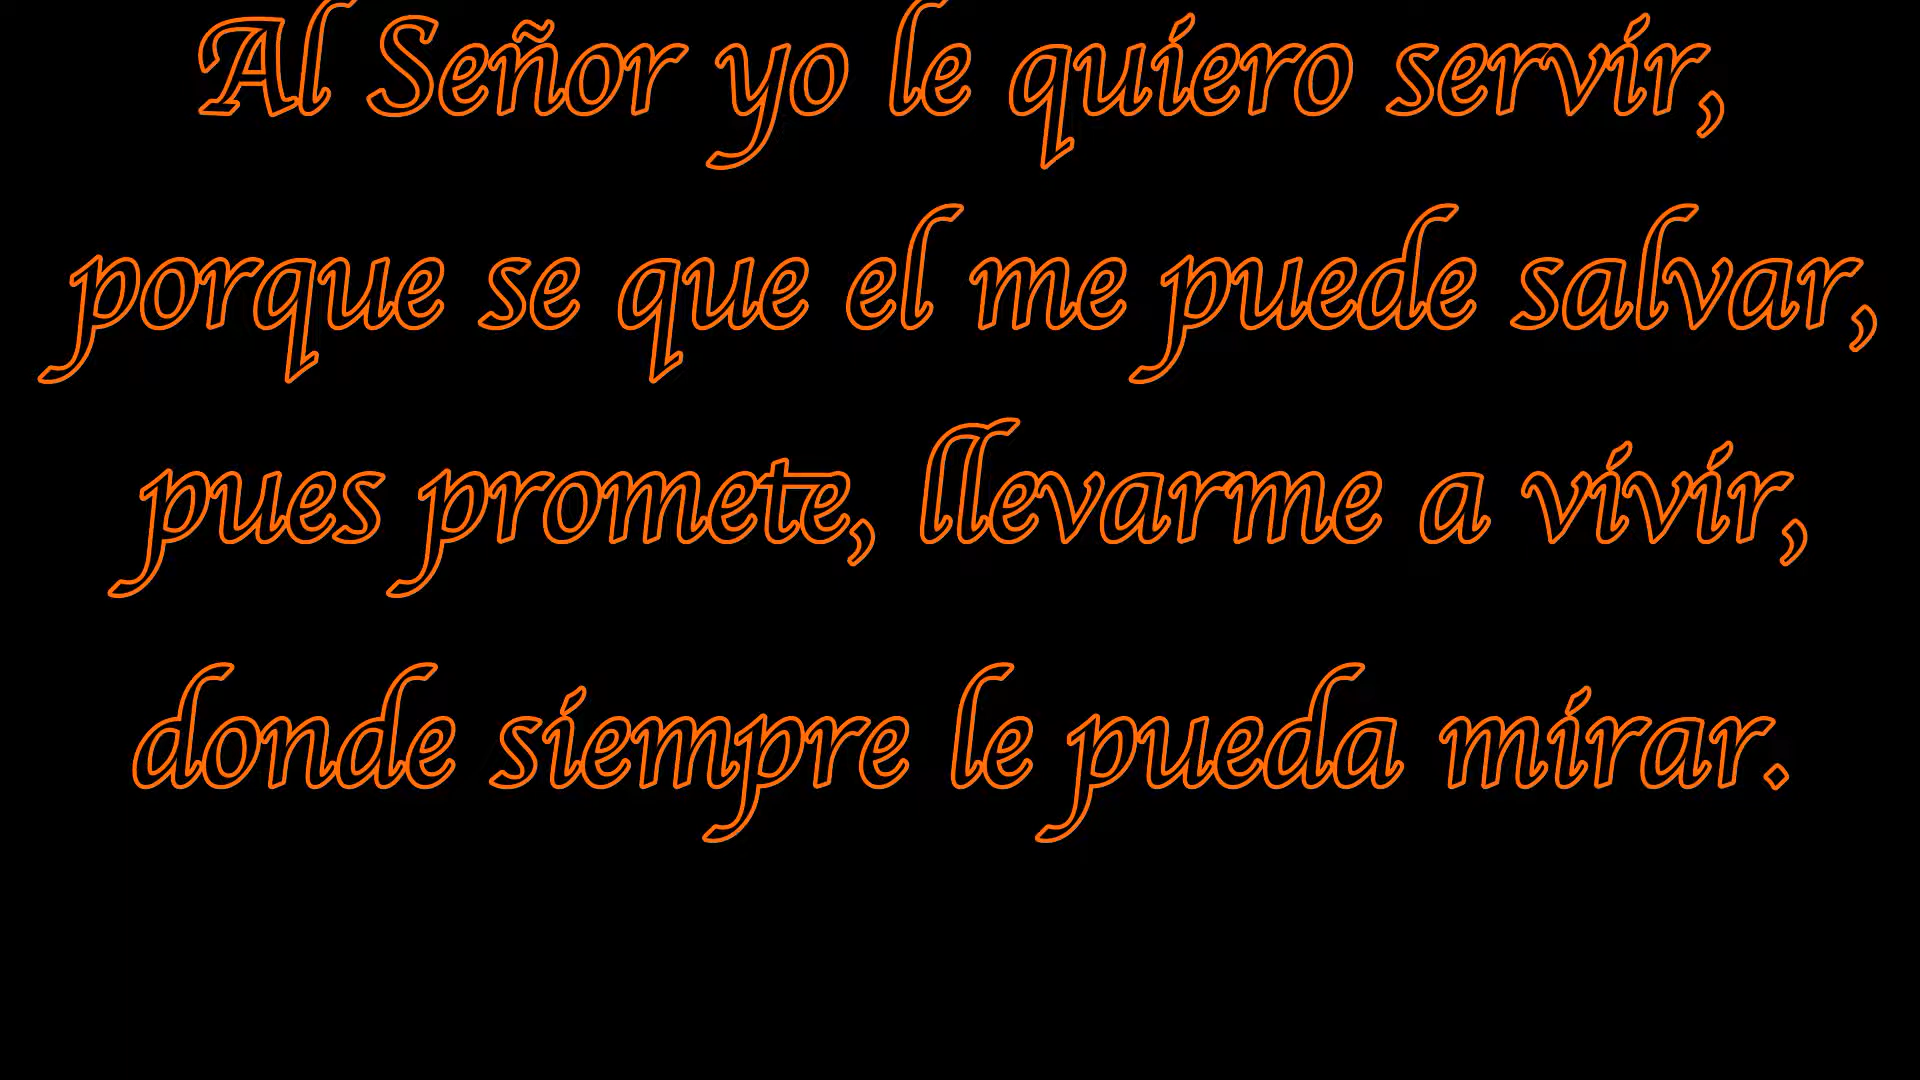 Al Señor yo le quiero servir,
porque se que el me puede salvar,
pues promete, llevarme a vivir,
donde siempre le pueda mirar.